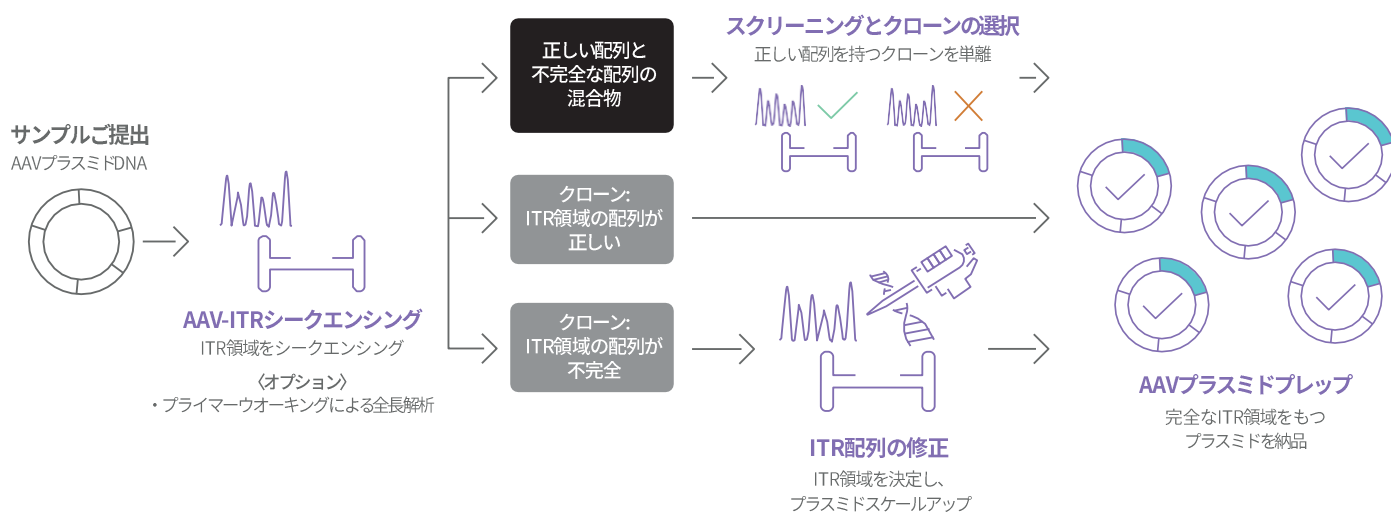 サンプルご提出
AAVプラスミドDNA
AAV-ITRシークエンシング
ITR領域をシークエンシング
〈オプション〉
・プライマーウオーキングによる全長解析
正しい配列と
不完全な配列の
混合物
クローン:
ITR領域の配列が
正しい
クローン:
ITR領域の配列が
不完全
スクリーニングとクローンの選択
正しい配列を持つクローンを単離
ITR配列の修正
ITR領域を決定し、
プラスミドスケールアップ
AAVプラスミドプレップ
完全なITR領域をもつ
プラスミドを納品